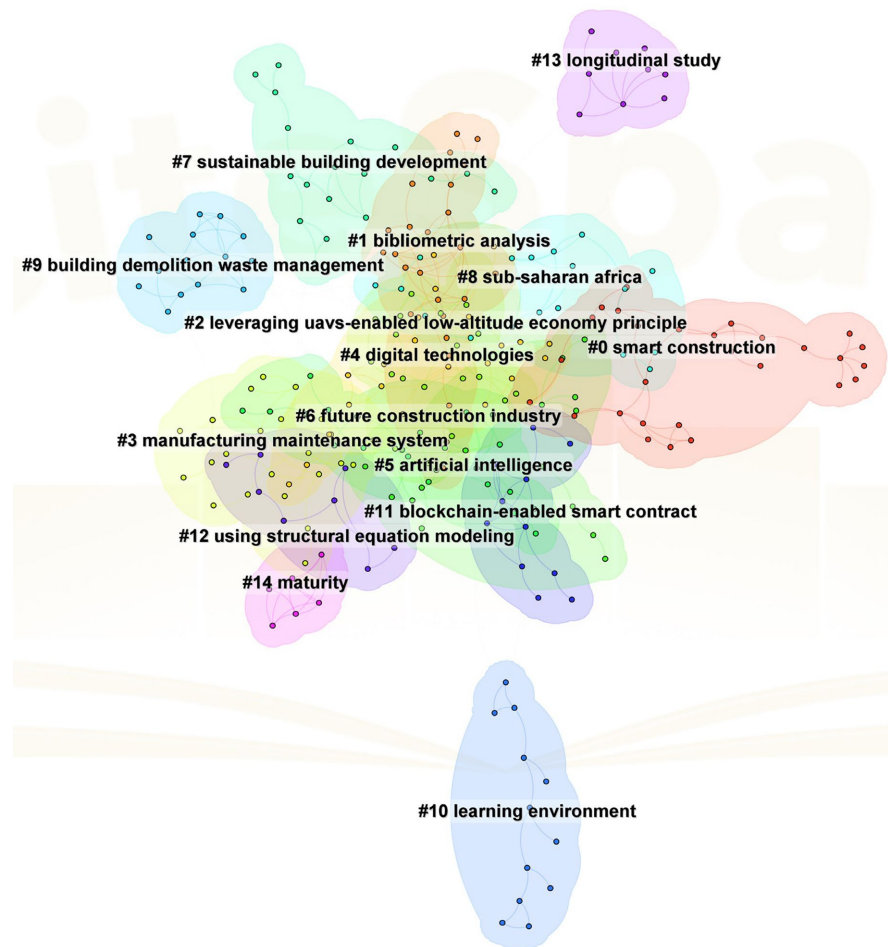 #13 longitudinal study
#7 sustainable building development
#1 bibliometric analysis
#9 building demolition waste management
#8 sub-saharan africa
#2 leveraging uavs-enabled low-altitude economy principle
#0 smart construction
#4 digital technologies
#6 future construction industry
#3 manufacturing maintenance system
#5 artificial intelligence
#11 blockchain-enabled smart contract
#12 using structural equation modeling
#14 maturity
#10 learning environment